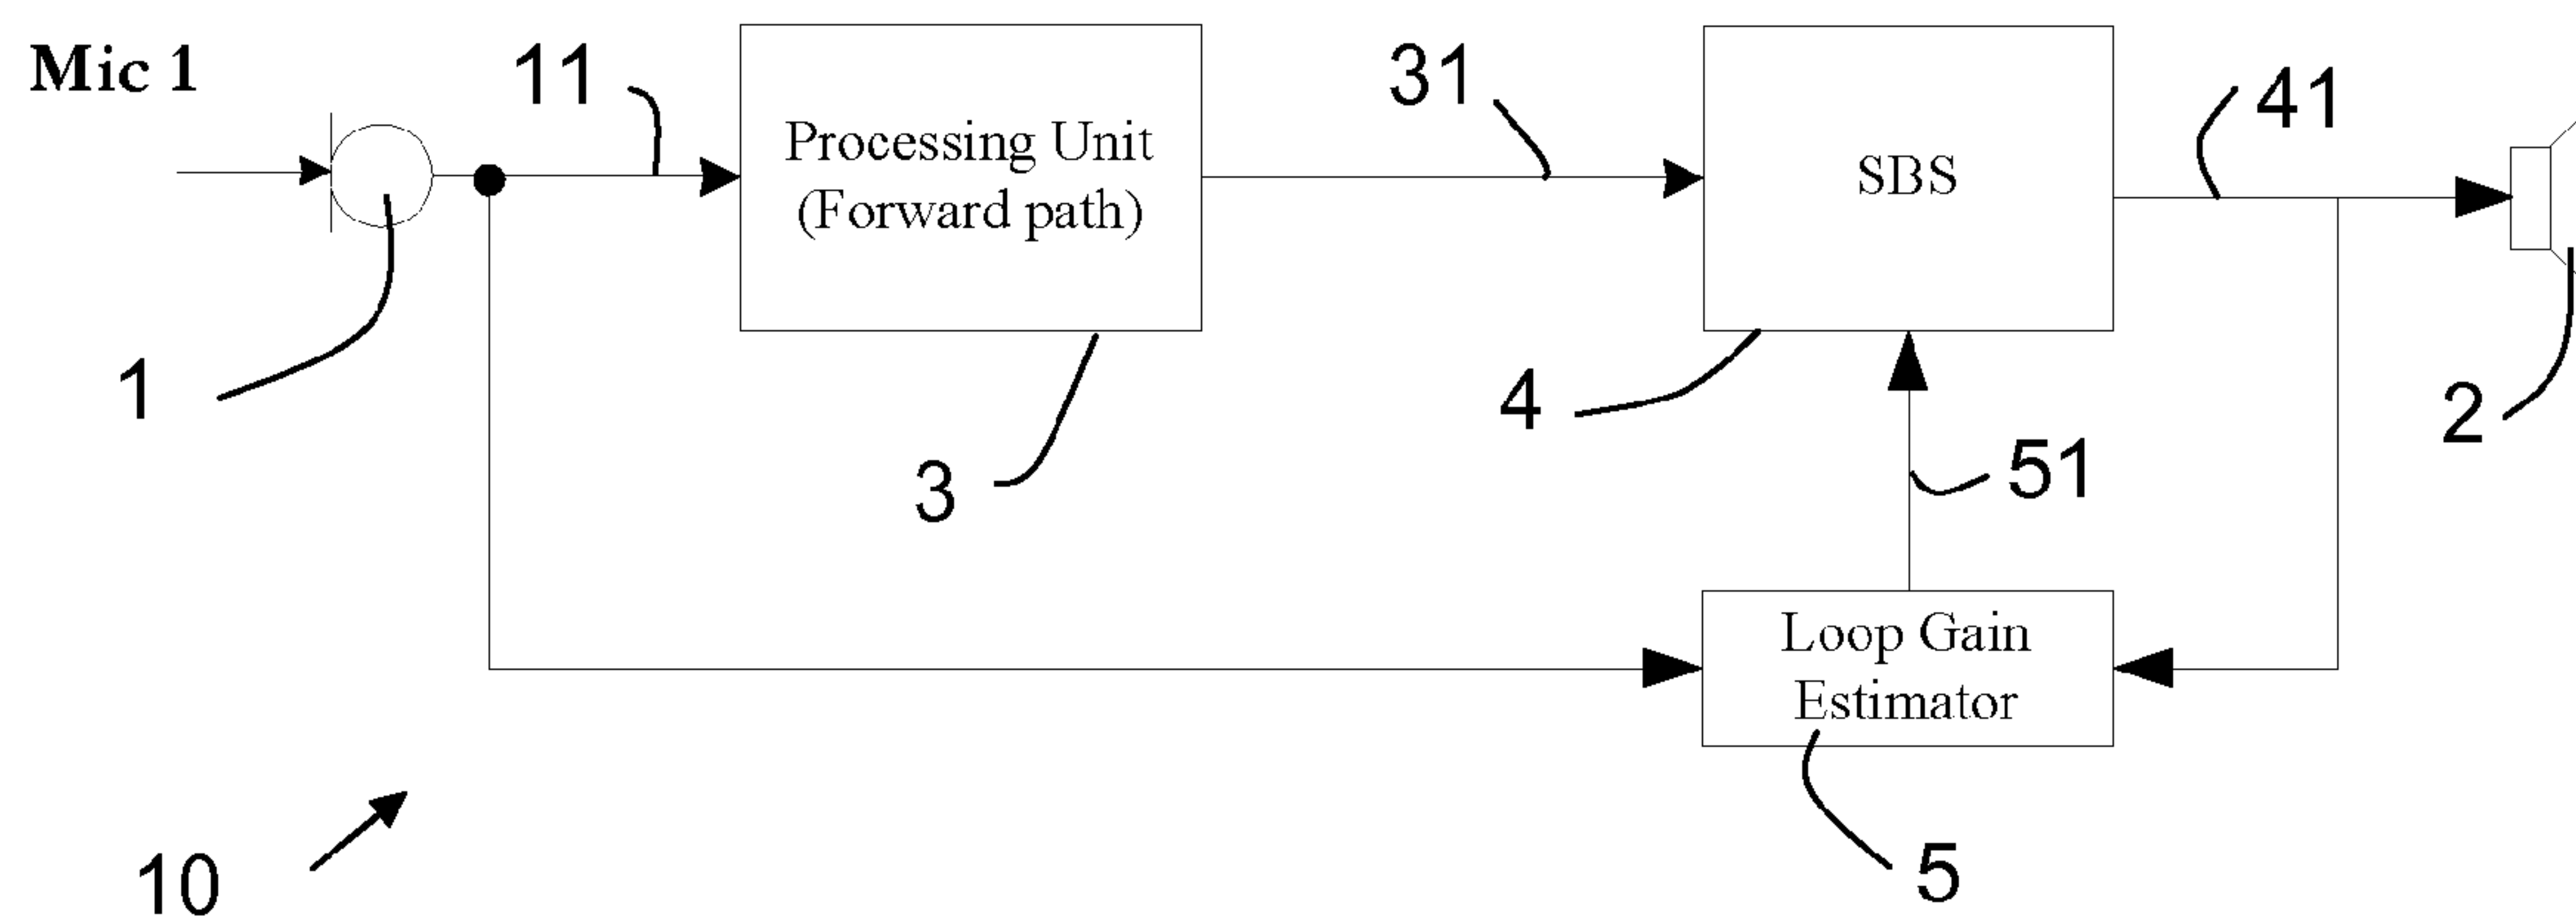 Mic 1
11
Processing Unit
(Forward path)
31
SBS
41
1
3
4
51
2
Loop Gain
Estimator
10
5